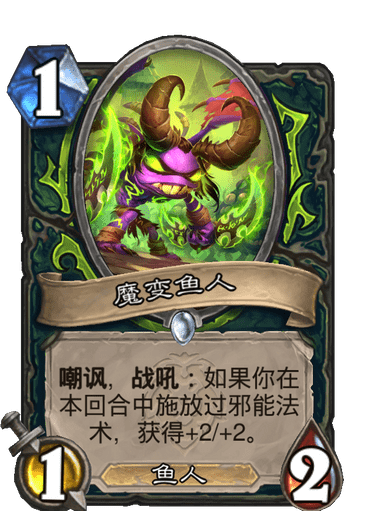 1
魔变鱼人
嘲讽，战吼：如果你在
本回合中施放过邪能法
术，获得+2/+2。
1
鱼人
2